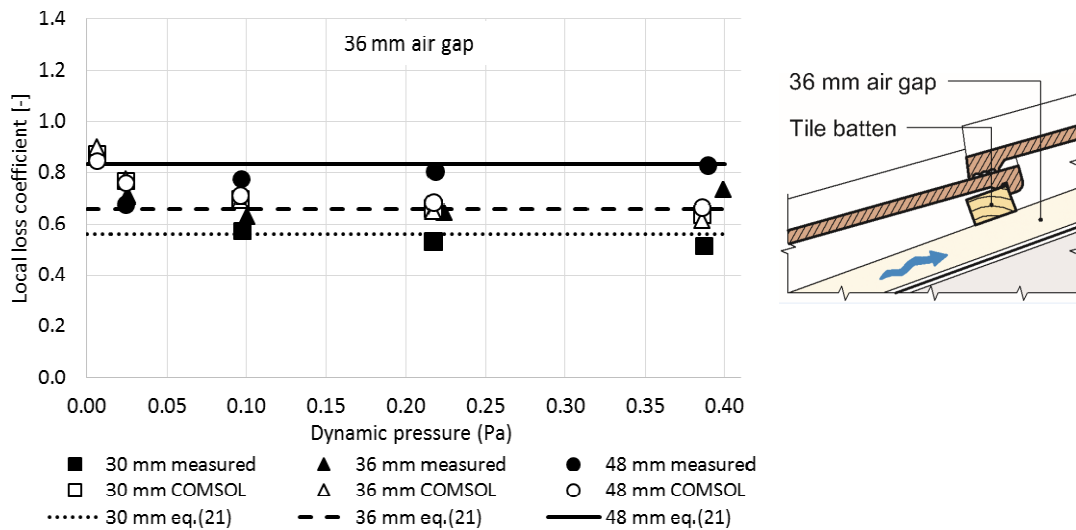 36 mm air gap
Local loss coefficient [-]
1.4
1.2
1.0
0.8
0.6
0.4
0.2
0.0
0.00 0.05 0.10 0.15 0.20 0.25 0.30 0.35 0.40
Dynamic pressure (Pa)
30 mm measured 36 mm measured 48 mm measured
30 mm COMSOL 36 mm COMSOL 48 mm COMSOL
30 mm eq.(21) 36 mm eq.(21) 48 mm eq.(21)
36 mm air gap
Tile batten